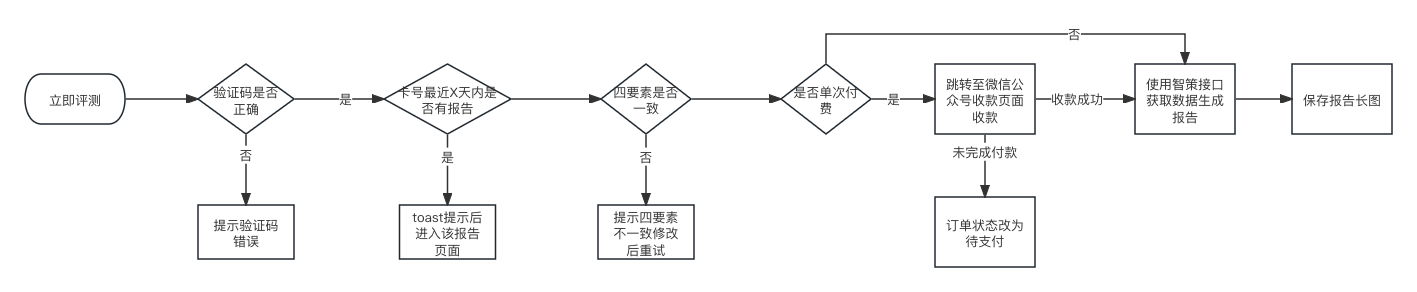 否
立即评测
验证码是否
正确
是
卡号最近X天内是
否有报告
四要素是否
一致
是否单次付
费
是
跳转至微信公
众号收款页面
收款
收款成功
使用智策接口
获取数据生成
报告
保存报告长图
否
是
否
未完成付款
提示验证码
错误
toast提示后
进入该报告
页面
提示四要素
不一致修改
后重试
订单状态改为
待支付